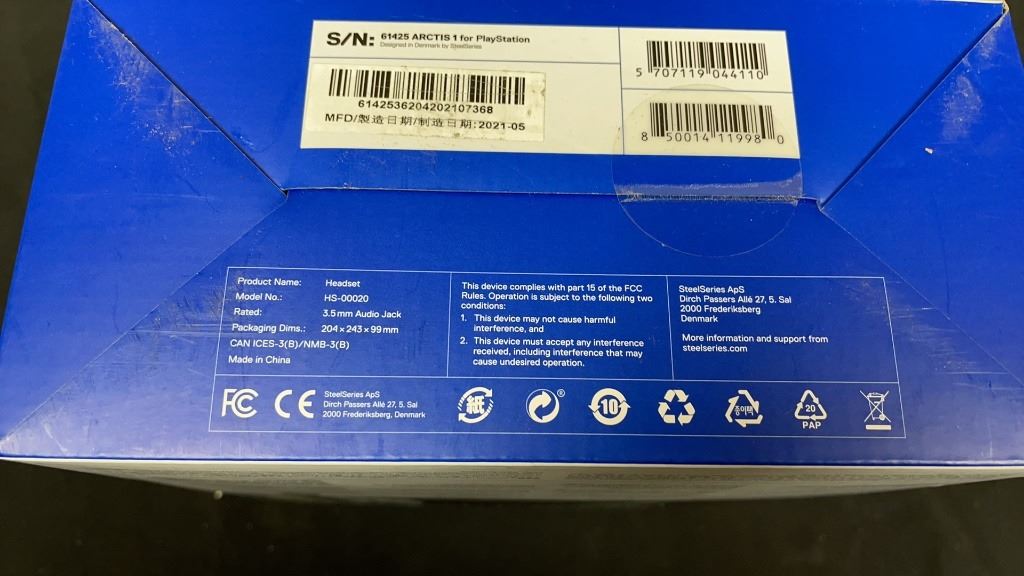 S/N: 61425 ARCTIS 1 for PlayStation
Designed in Denmark by SteelSeries
6142536204202107368
MFD/製造日期/制造日期:2021-05
5 707119 044110
8 50014 11998 0
Product Name: Headset
Model No.: HS-00020
Rated: 3.5mm Audio Jack
Packaging Dims.: 204 x 243 x 99 mm
CAN ICES-3(B)/NMB-3(B)
Made in China
This device complies with part 15 of the FCC
Rules. Operation is subject to the following two
conditions:
1. This device may not cause harmful
interference, and
2. This device must accept any interference
received, including interference that may
cause undesired operation.
SteelSeries ApS
Dirch Passers Allé 27, 5. Sal
2000 Frederiksberg
Denmark
More information and support from
steelseries.com
FC CE
SteelSeries ApS
Dirch Passers Allé 27, 5. Sal
2000 Frederiksberg, Denmark
紙
®
10
종이팩
20
PAP